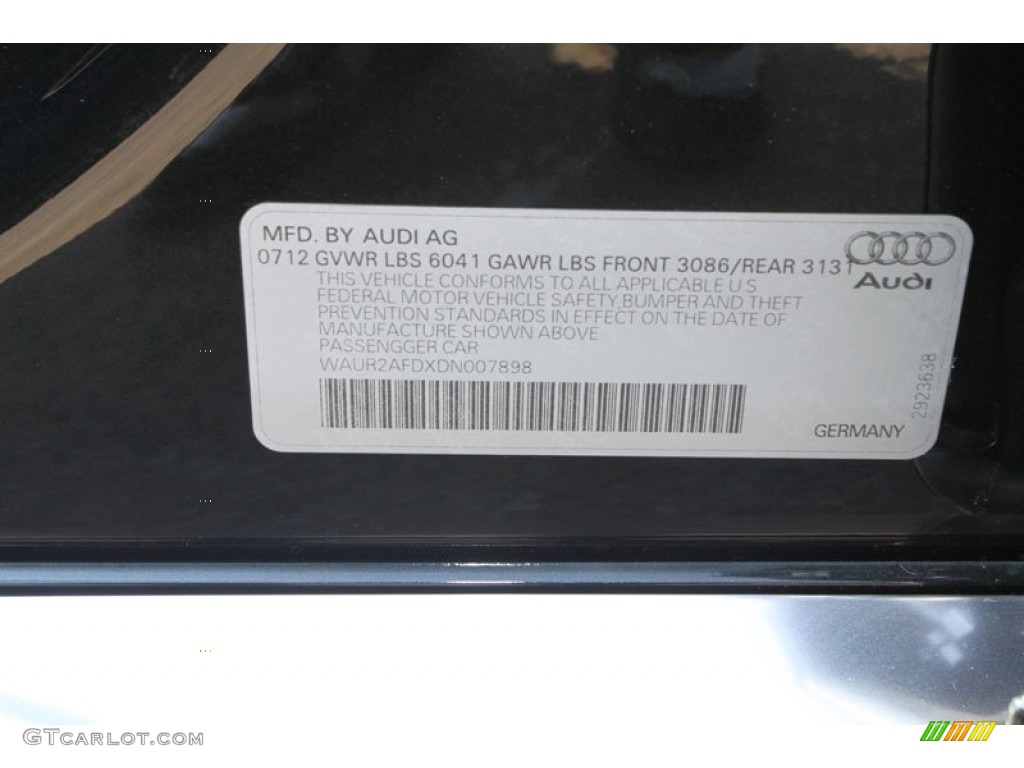 MFD. BY AUDI AG
0712 GVWR LBS 6041 GAWR LBS FRONT 3086/REAR 3131
Audi
THIS VEHICLE CONFORMS TO ALL APPLICABLE U.S
FEDERAL MOTOR VEHICLE SAFETY,BUMPER AND THEFT
PREVENTION STANDARDS IN EFFECT ON THE DATE OF
MANUFACTURE SHOWN ABOVE
PASSENGGER CAR
WAUR2AFDXDN007898
2923638
GERMANY
GTCARLOT.COM